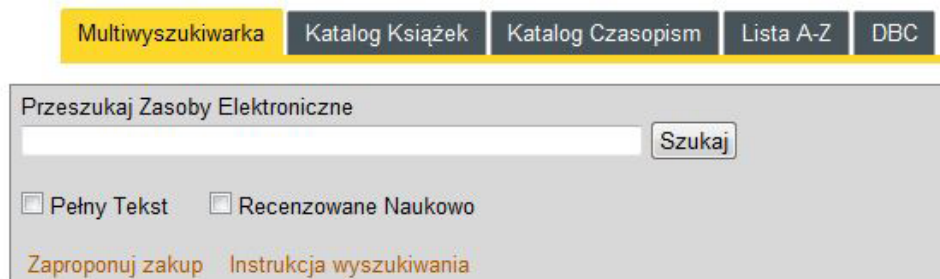 Multiwyszukiwarka Katalog Książek Katalog Czasopism Lista A-Z DBC
Przeszukaj Zasoby Elektroniczne
Szukaj
Pełny Tekst Recenzowane Naukowo
Zaproponuj zakup Instrukcja wyszukiwania